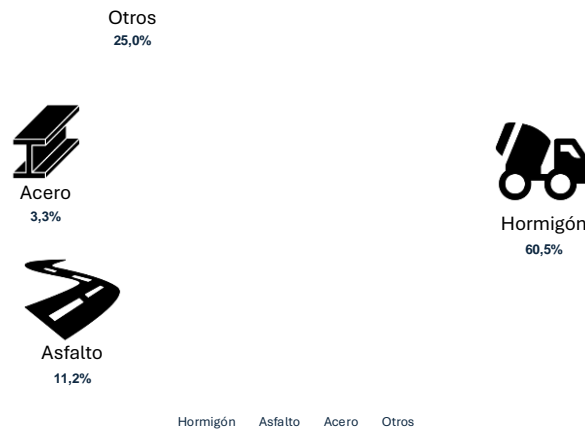 Otros
25,0%
Acero
3,3%
Hormigón
60,5%
Asfalto
11,2%
Hormigón Asfalto Acero Otros